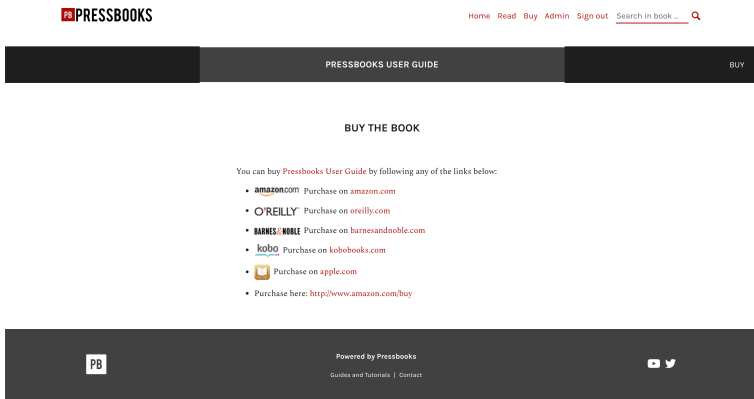 PB PRESSBOOKS
Home Read Buy Admin Sign out Search in book ...
PRESSBOOKS USER GUIDE
BUY
BUY THE BOOK
You can buy Pressbooks User Guide by following any of the links below:
• amazon.com Purchase on amazon.com
• O'REILLY Purchase on oreilly.com
• BARNES&NOBLE Purchase on barnesandnoble.com
• kobo Purchase on kobobooks.com
• Purchase on apple.com
• Purchase here: http://www.amazon.com/buy
PB
Powered by Pressbooks
Guides and Tutorials | Contact